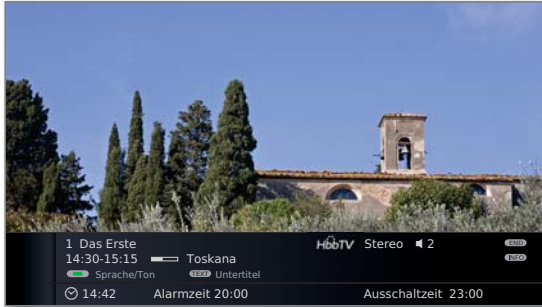 1 Das Erste HbbTV Stereo 2 END
14:30-15:15 Toskana INFO
Sprache/Ton TEXT Untertitel
14:42 Alarmzeit 20:00 Ausschaltzeit 23:00